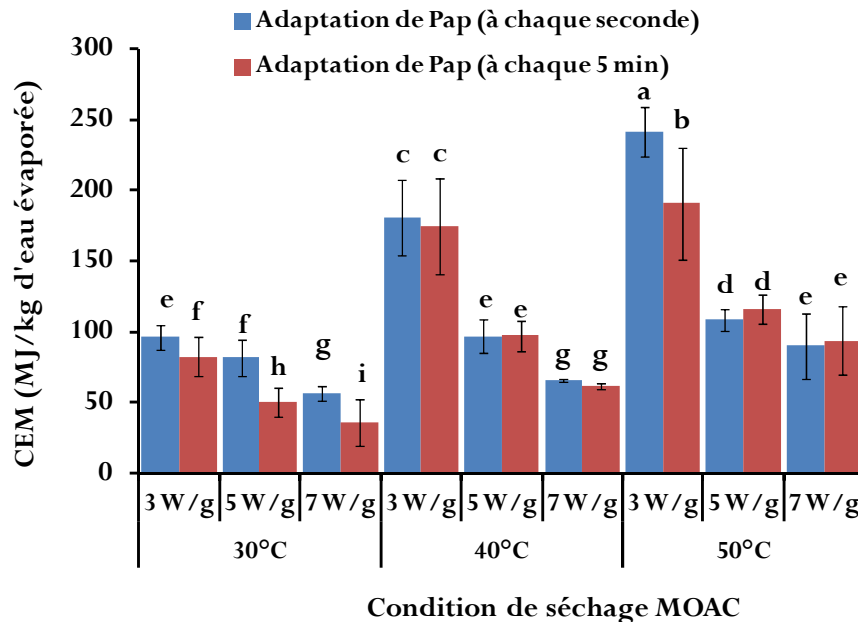 Adaptation de Pap (à chaque seconde)
Adaptation de Pap (à chaque 5 min)
CEM (MJ/kg d'eau évaporée)
300
250
200
150
100
50
0
e f f h g i c c e e g g a b d d e e
3 W/g 5 W/g 7 W/g 3 W/g 5 W/g 7 W/g 3 W/g 5 W/g 7 W/g
30°C 40°C 50°C
Condition de séchage MOAC